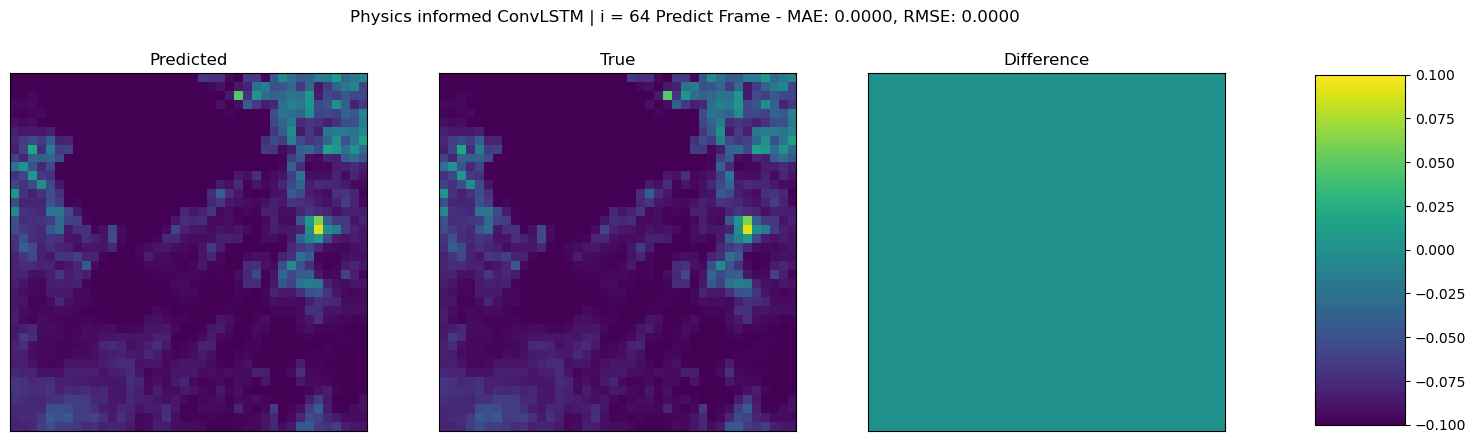 Physics informed ConvLSTM | i = 64 Predict Frame - MAE: 0.0000, RMSE: 0.0000
Predicted
True
Difference
0.100
0.075
0.050
0.025
0.000
−0.025
−0.050
−0.075
−0.100